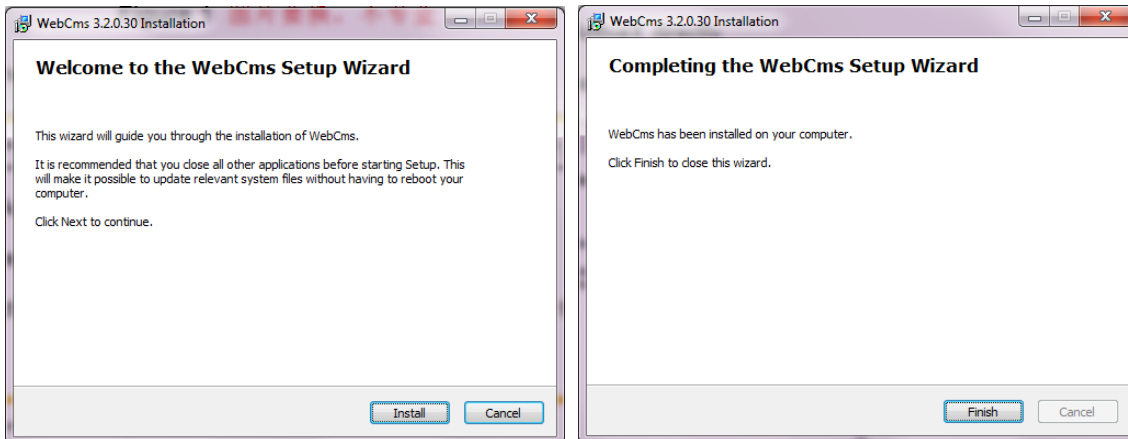 WebCms 3.2.0.30 Installation
Welcome to the WebCms Setup Wizard
This wizard will guide you through the installation of WebCms.
It is recommended that you close all other applications before starting Setup. This
will make it possible to update relevant system files without having to reboot your
computer.
Click Next to continue.
Install
Cancel
WebCms 3.2.0.30 Installation
Completing the WebCms Setup Wizard
WebCms has been installed on your computer.
Click Finish to close this wizard.
Finish
Cancel